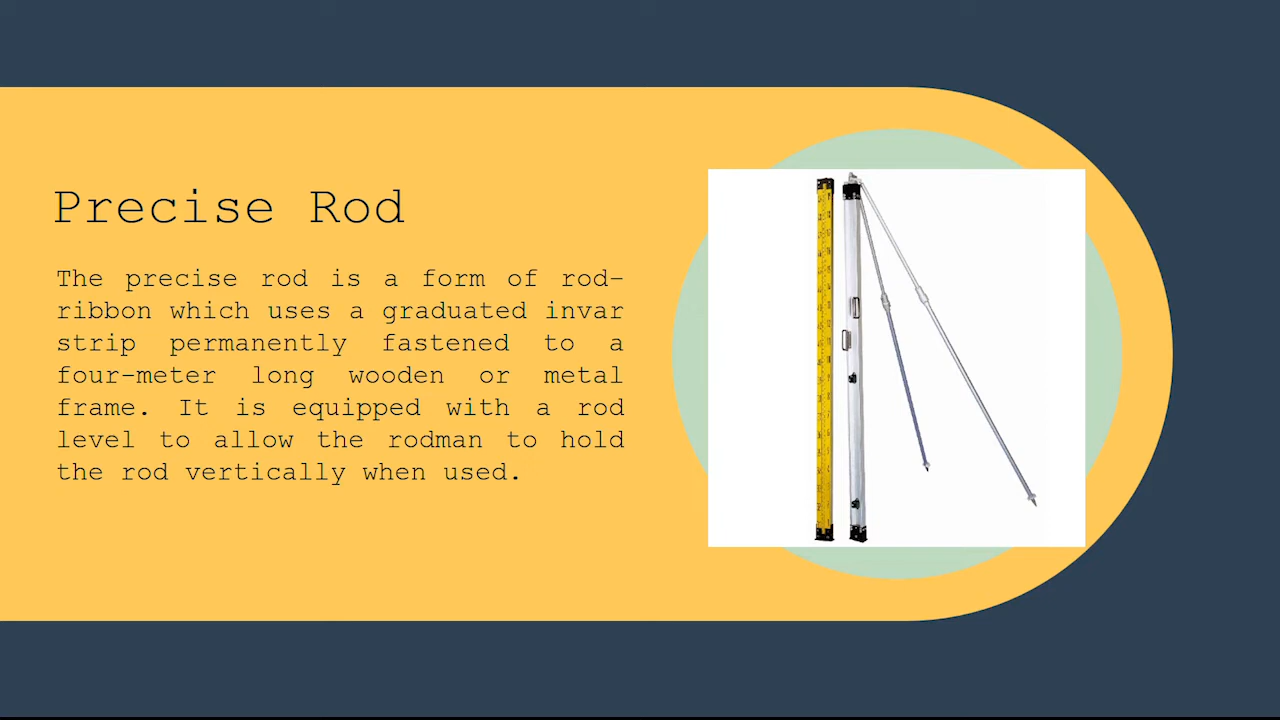 Precise Rod
The precise rod is a form of rod-
ribbon which uses a graduated invar
strip permanently fastened to a
four-meter long wooden or metal
frame. It is equipped with a rod
level to allow the rodman to hold
the rod vertically when used.